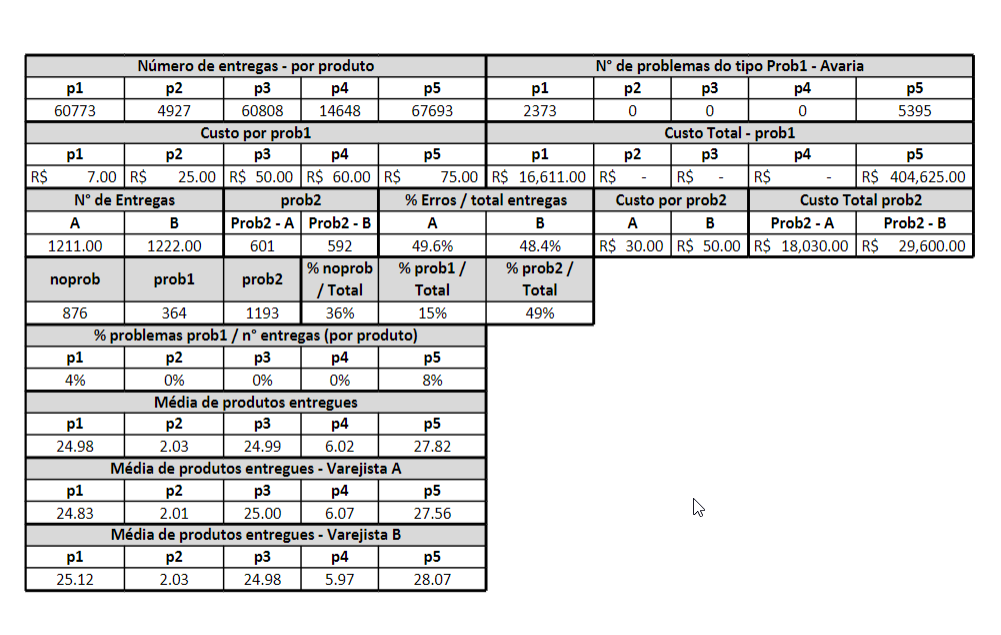 Número de entregas - por produto N° de problemas do tipo Prob1 - Avaria
p1 p2 p3 p4 p5 p1 p2 p3 p4 p5
60773 4927 60808 14648 67693 2373 0 0 0 5395
Custo por prob1 Custo Total - prob1
p1 p2 p3 p4 p5 p1 p2 p3 p4 p5
R$ 7.00 R$ 25.00 R$ 50.00 R$ 60.00 R$ 75.00 R$ 16,611.00 R$ - R$ - R$ - R$ 404,625.00
N° de Entregas prob2 % Erros / total entregas Custo por prob2 Custo Total prob2
A B Prob2 - A Prob2 - B A B A B Prob2 - A Prob2 - B
1211.00 1222.00 601 592 49.6% 48.4% R$ 30.00 R$ 50.00 R$ 18,030.00 R$ 29,600.00
noprob prob1 prob2 % noprob / Total % prob1 / Total % prob2 / Total
876 364 1193 36% 15% 49%
% problemas prob1 / n° entregas (por produto)
p1 p2 p3 p4 p5
4% 0% 0% 0% 8%
Média de produtos entregues
p1 p2 p3 p4 p5
24.98 2.03 24.99 6.02 27.82
Média de produtos entregues - Varejista A
p1 p2 p3 p4 p5
24.83 2.01 25.00 6.07 27.56
Média de produtos entregues - Varejista B
p1 p2 p3 p4 p5
25.12 2.03 24.98 5.97 28.07